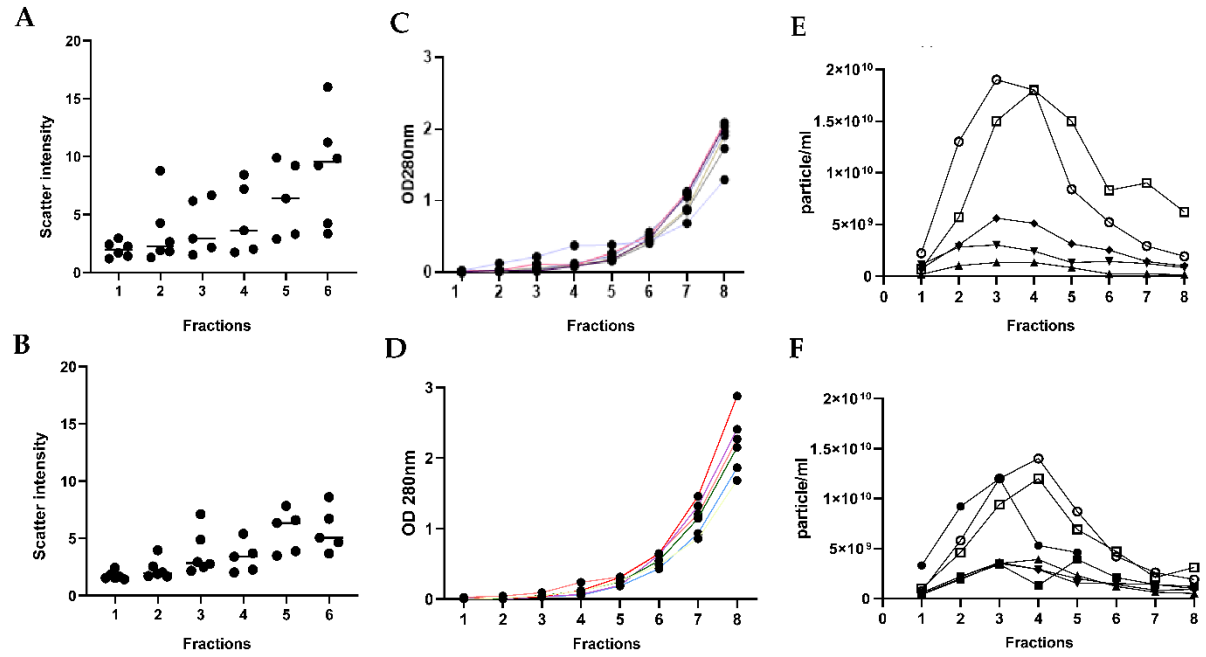 A
20
15
10
5
0
Scatter intensity
1 2 3 4 5 6
Fractions
C
3
2
1
0
OD280nm
1 2 3 4 5 6 7 8
Fractions
E
2×10¹⁰
1.5×10¹⁰
1×10¹⁰
5×10⁹
0
particle/ml
0 1 2 3 4 5 6 7 8
Fractions
B
20
15
10
5
0
Scatter intensity
1 2 3 4 5 6
Fractions
D
3
2
1
0
OD 280nm
1 2 3 4 5 6 7 8
Fractions
F
2×10¹⁰
1.5×10¹⁰
1×10¹⁰
5×10⁹
0
particle/ml
0 1 2 3 4 5 6 7 8
Fractions